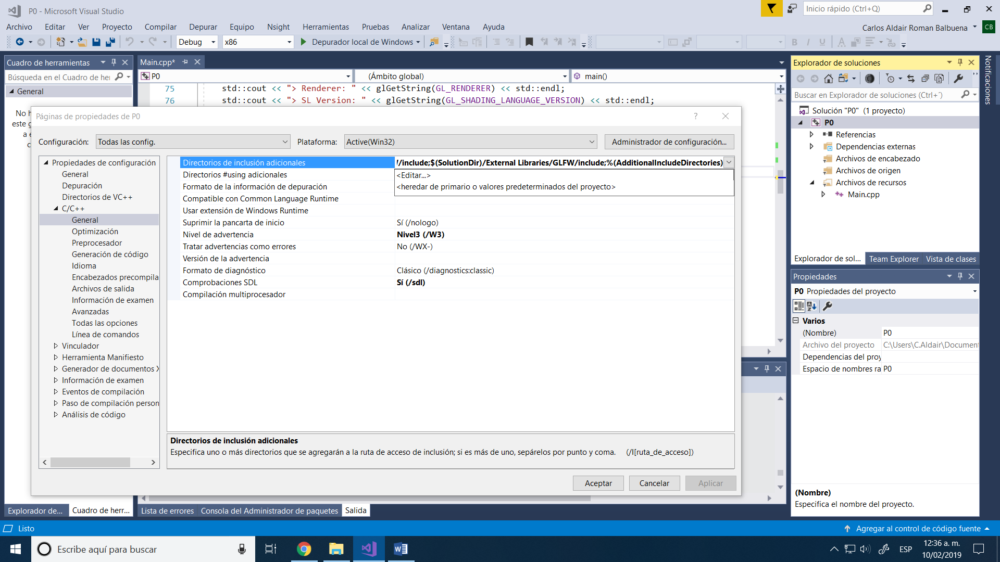 P0 - Microsoft Visual Studio
Inicio rápido (Ctrl+Q)
Archivo Editar Ver Proyecto Compilar Depurar Equipo Nsight Herramientas Pruebas Analizar Ventana Ayuda
Carlos Aldair Roman Balbuena CB
Debug x86 Depurador local de Windows
Cuadro de herramientas
Búsqueda en el Cuadro de her
General
No h
este g
a e
c
Main.cpp*
P0 (Ámbito global) main()
75 std::cout << "> Renderer: " << glGetString(GL_RENDERER) << std::endl;
76 std::cout << "> SL Version: " << glGetString(GL_SHADING_LANGUAGE_VERSION) << std::endl;
Páginas de propiedades de P0
?
Configuración: Todas las config. Plataforma: Active(Win32) Administrador de configuración...
Propiedades de configuración
General
Depuración
Directorios de VC++
C/C++
General
Optimización
Preprocesador
Generación de código
Idioma
Encabezados precompila
Archivos de salida
Información de examen
Avanzadas
Todas las opciones
Línea de comandos
Vinculador
Herramienta Manifiesto
Generador de documentos X
Información de examen
Eventos de compilación
Paso de compilación person
Análisis de código
Directorios de inclusión adicionales /include;$(SolutionDir)/External Libraries/GLFW/include;%(AdditionalIncludeDirectories)
<Editar...>
<heredar de primario o valores predeterminados del proyecto>
Directorios #using adicionales
Formato de la información de depuración
Compatible con Common Language Runtime
Usar extensión de Windows Runtime
Suprimir la pancarta de inicio Sí (/nologo)
Nivel de advertencia Nivel3 (/W3)
Tratar advertencias como errores No (/WX-)
Versión de la advertencia
Formato de diagnóstico Clásico (/diagnostics:classic)
Comprobaciones SDL Sí (/sdl)
Compilación multiprocesador
Directorios de inclusión adicionales
Especifica uno o más directorios que se agregarán a la ruta de acceso de inclusión; si es más de uno, sepárelos por punto y coma. (/I[ruta_de_acceso])
Aceptar Cancelar Aplicar
Explorador de... Cuadro de herr...
Lista de errores Consola del Administrador de paquetes Salida
Explorador de soluciones
Buscar en Explorador de soluciones (Ctrl+´)
Solución "P0" (1 proyecto)
P0
Referencias
Dependencias externas
Archivos de encabezado
Archivos de origen
Archivos de recursos
Main.cpp
Explorador de sol... Team Explorer Vista de clases
Propiedades
P0 Propiedades del proyecto
Varios
(Nombre) P0
Archivo del proyecto C:\Users\C.Aldair\Document
Dependencias del proy
Espacio de nombres ra P0
(Nombre)
Especifica el nombre del proyecto.
Notificaciones
Listo
Agregar al control de código fuente
Escribe aquí para buscar
ESP
12:36 a. m.
10/02/2019